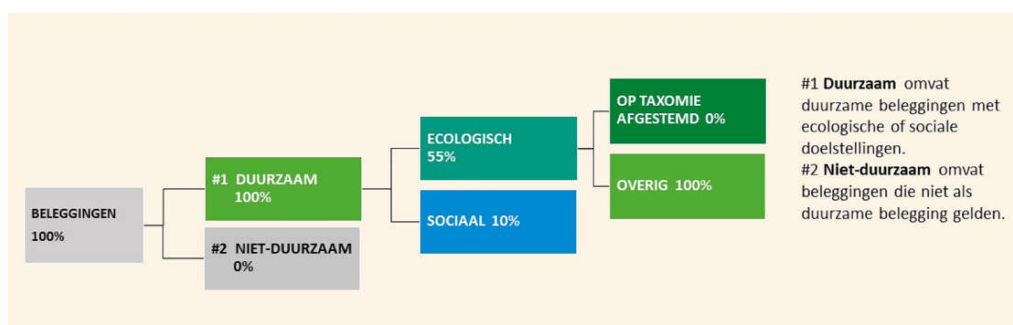 BELEGGINGEN
100%
#1 DUURZAAM
100%
#2 NIET-DUURZAAM
0%
ECOLOGISCH
55%
SOCIAAL 10%
OP TAXOMIE
AFGESTEMD 0%
OVERIG 100%
#1 Duurzaam omvat
duurzame beleggingen met
ecologische of sociale
doelstellingen.
#2 Niet-duurzaam omvat
beleggingen die niet als
duurzame belegging gelden.